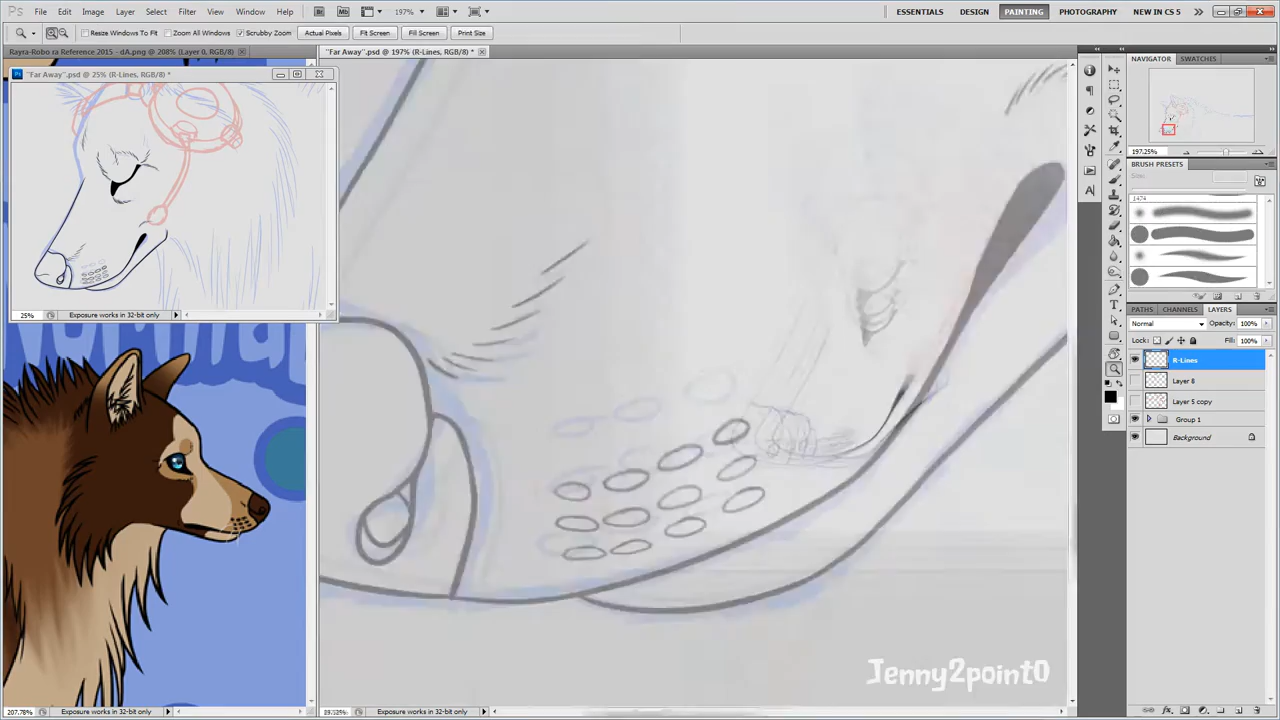 File Edit Image Layer Select Filter View Window Help
197%
ESSENTIALS DESIGN PAINTING PHOTOGRAPHY NEW IN CS 5
Resize Windows To Fit Zoom All Windows Scrubby Zoom Actual Pixels Fit Screen Fill Screen Print Size
Rayra-Robo ra Reference 2015 - dA.png @ 208% (Layer 0, RGB/8)
"Far Away".psd @ 197% (R-Lines, RGB/8) *
"Far Away".psd @ 25% (R-Lines, RGB/8) *
25% Exposure works in 32-bit only
207.78% Exposure works in 32-bit only
Exposure works in 32-bit only
NAVIGATOR SWATCHES
197.25%
BRUSH PRESETS
Size:
1474
PATHS CHANNELS LAYERS
Normal Opacity: 100%
Lock: Fill: 100%
R-Lines
Layer 8
Layer 5 copy
Group 1
Background
Jenny2point0